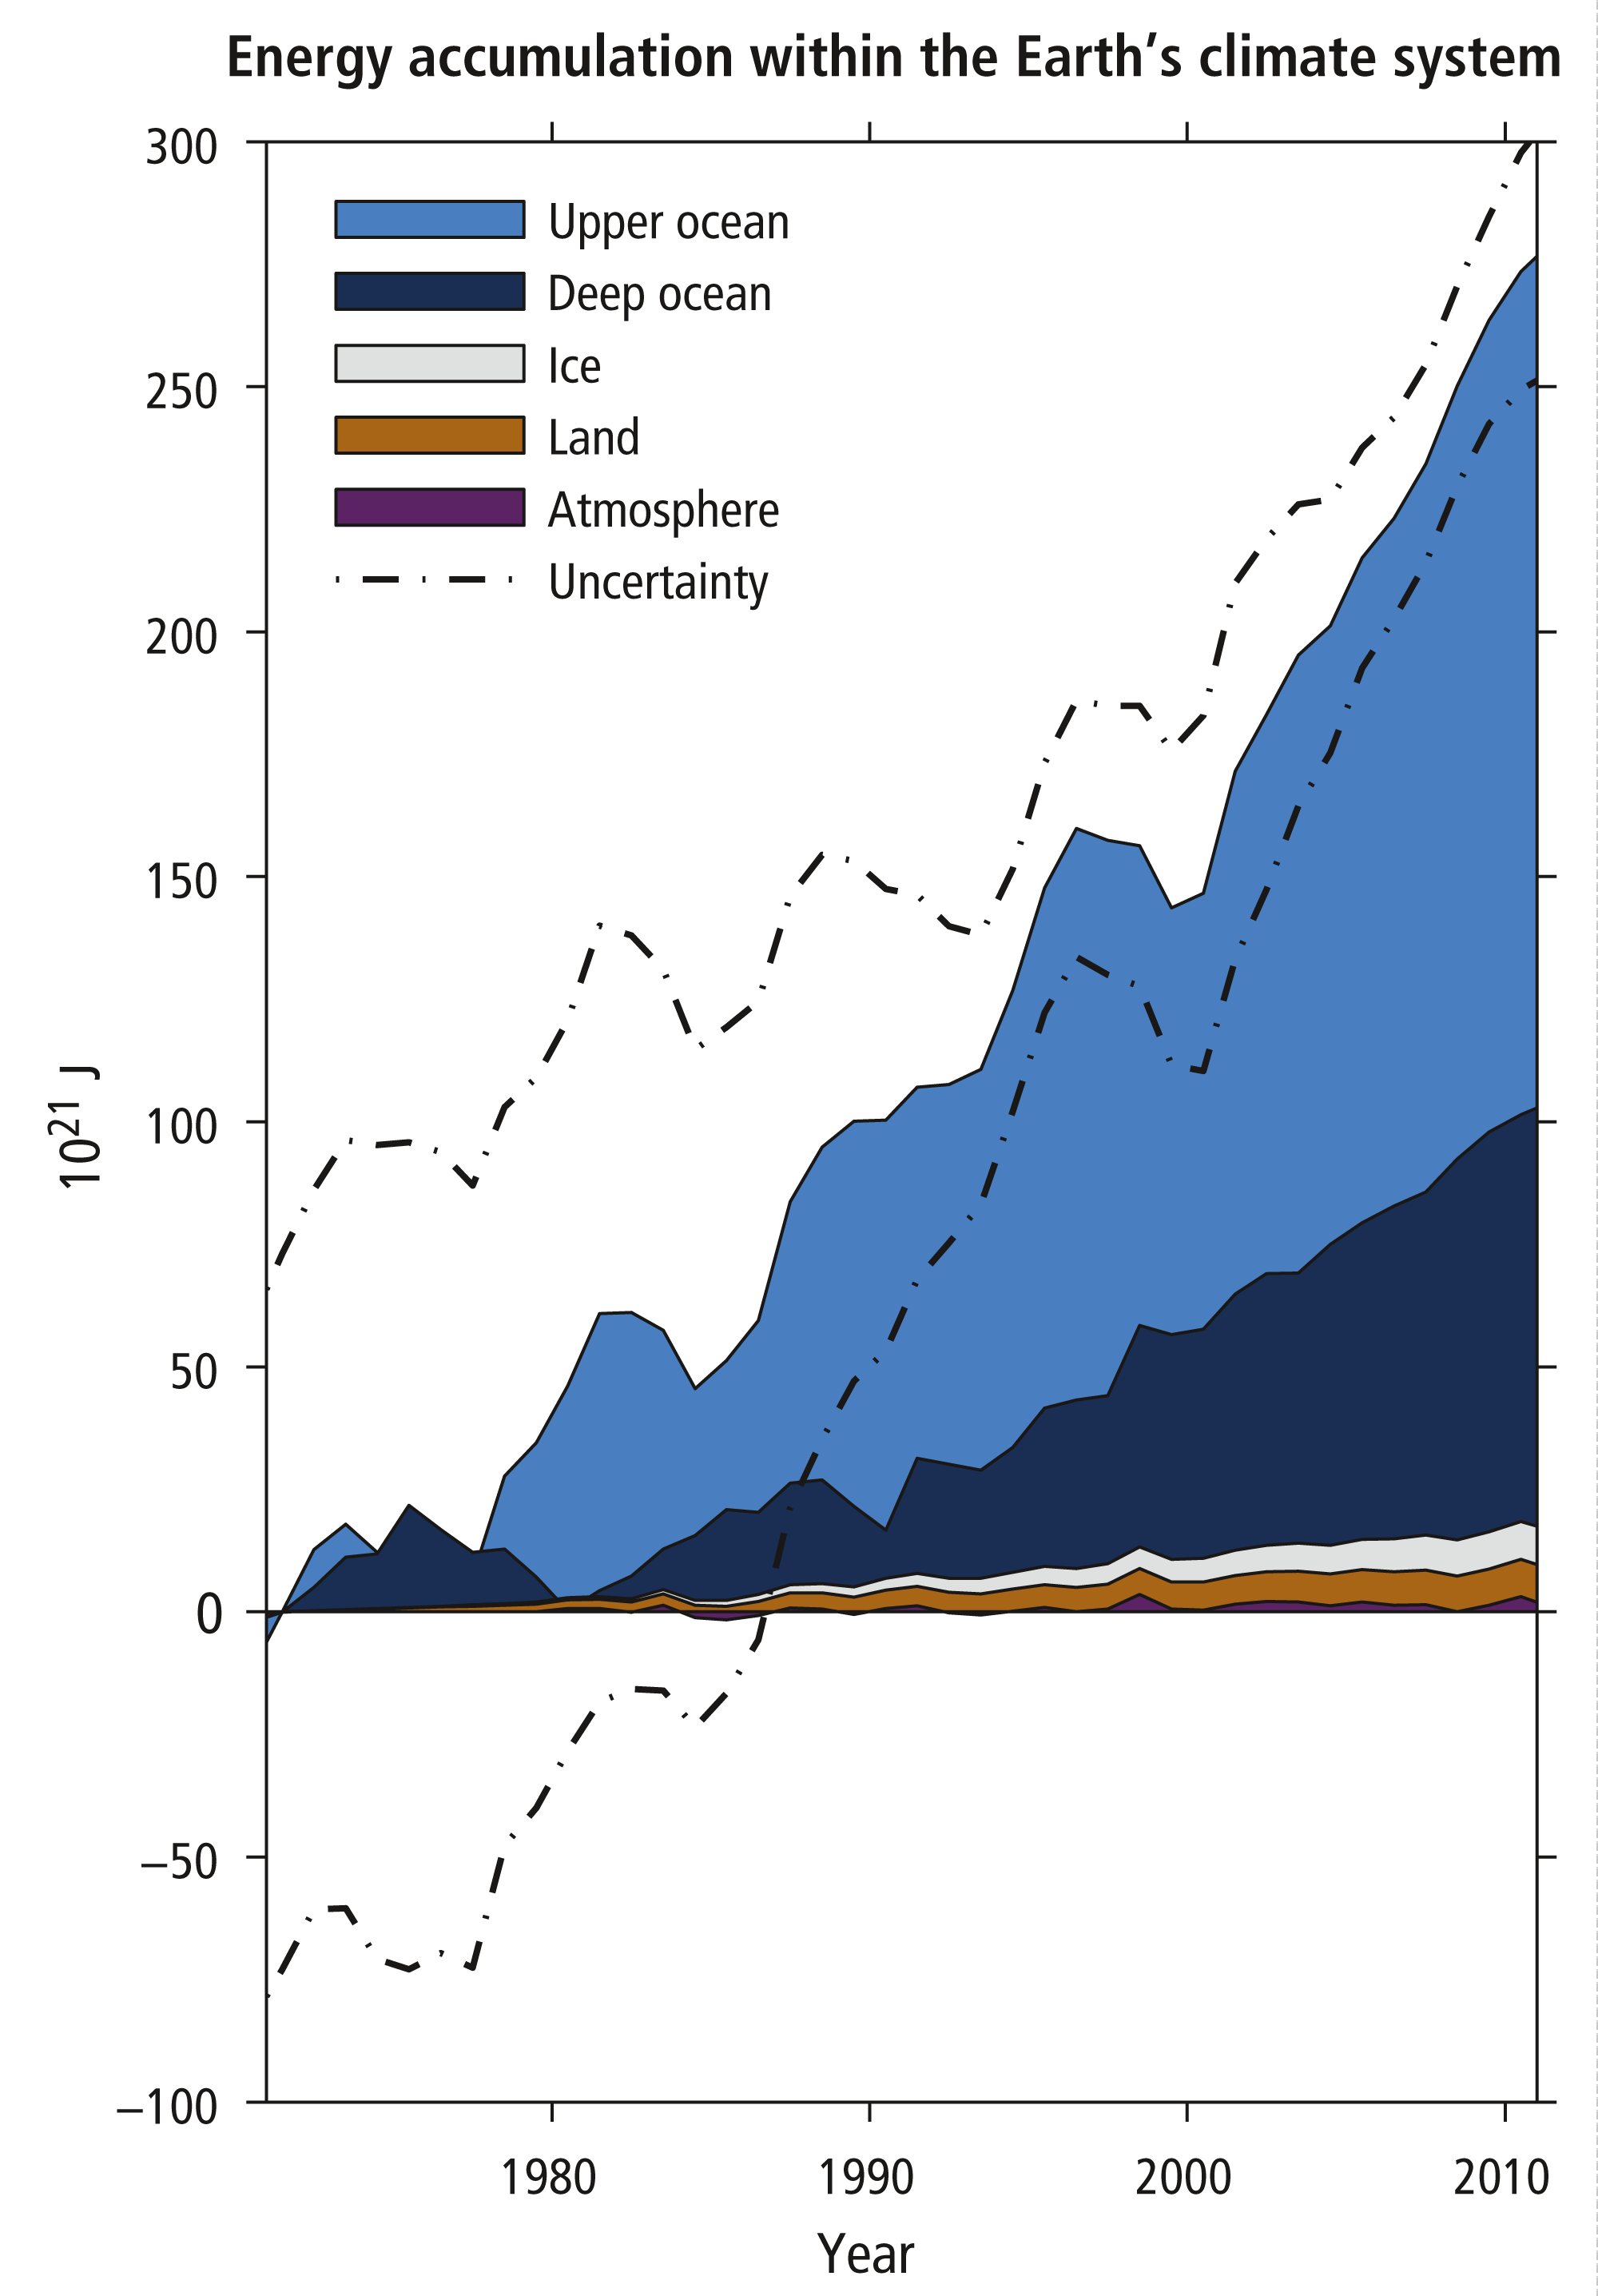 Energy accumulation within the Earth’s climate system
300
250
200
150
100
50
0
–50
–100
10²¹ J
Upper ocean
Deep ocean
Ice
Land
Atmosphere
Uncertainty
1980 1990 2000 2010
Year